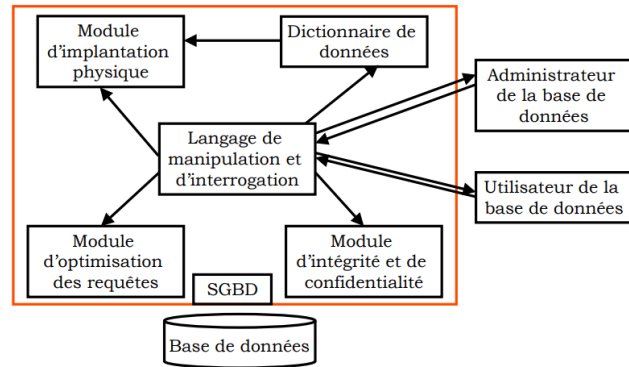 Module
d'implantation
physique
Dictionnaire de
données
Administrateur
de la base de
données
Langage de
manipulation et
d'interrogation
Utilisateur de la
base de données
Module
d'optimisation
des requêtes
Module
d'intégrité et de
confidentialité
SGBD
Base de données